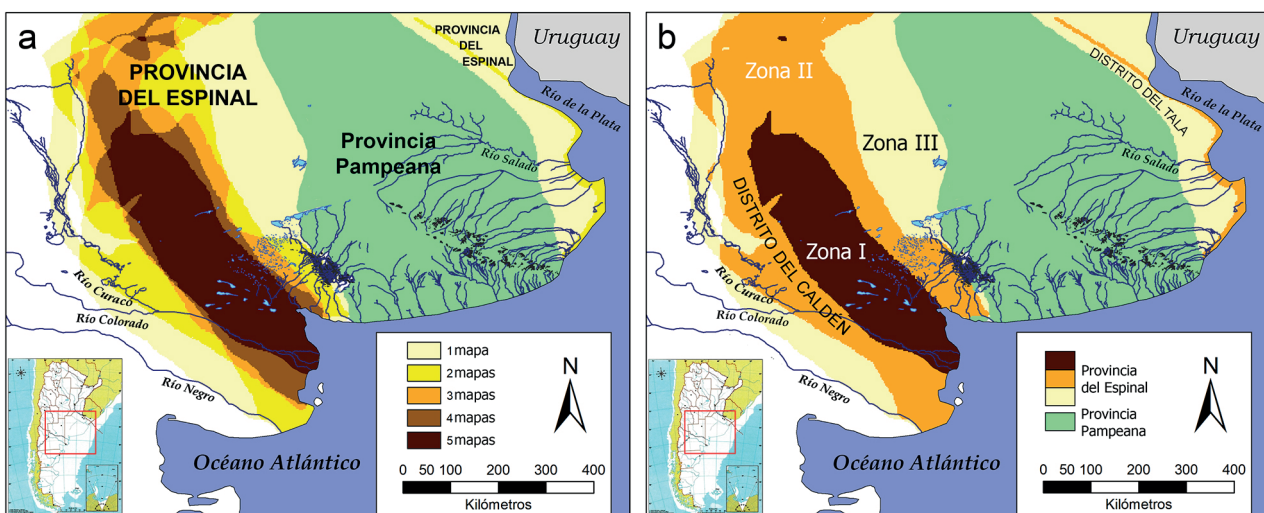 a
PROVINCIA
DEL
ESPINAL
Uruguay
PROVINCIA
DEL ESPINAL
Río de la Plata
Provincia
Pampeana
Río Salado
Río Curacó
Río Colorado
Río Negro
Océano Atlántico
1 mapa
2 mapas
3 mapas
4 mapas
5 mapas
N
0 50 100 200 300 400
Kilómetros
b
Uruguay
Zona II
DISTRITO DEL TALA
Río de la Plata
Zona III
Río Salado
DISTRITO DEL CALDÉN
Zona I
Río Curacó
Río Colorado
Río Negro
Océano Atlántico
Provincia
del Espinal
Provincia
Pampeana
N
0 50 100 200 300 400
Kilómetros